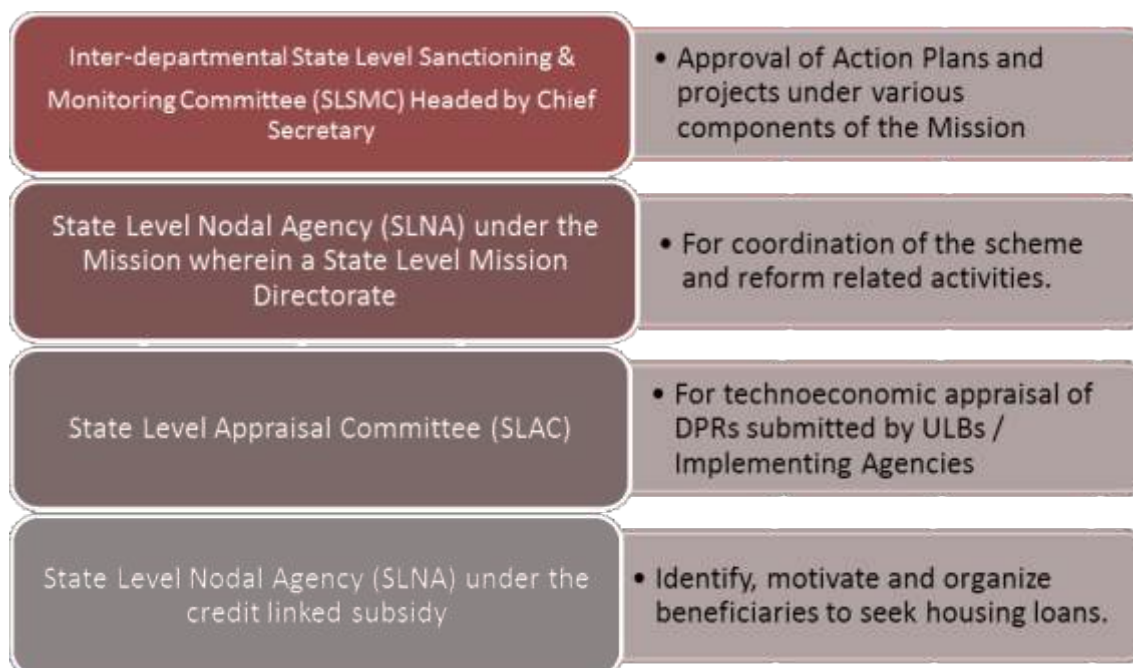 Inter-departmental State Level Sanctioning &
Monitoring Committee (SLSMC) Headed by Chief
Secretary
• Approval of Action Plans and
projects under various
components of the Mission
State Level Nodal Agency (SLNA) under the
Mission wherein a State Level Mission
Directorate
• For coordination of the scheme
and reform related activities.
State Level Appraisal Committee (SLAC)
• For technoeconomic appraisal of
DPRs submitted by ULBs /
Implementing Agencies
State Level Nodal Agency (SLNA) under the
credit linked subsidy
• Identify, motivate and organize
beneficiaries to seek housing loans.